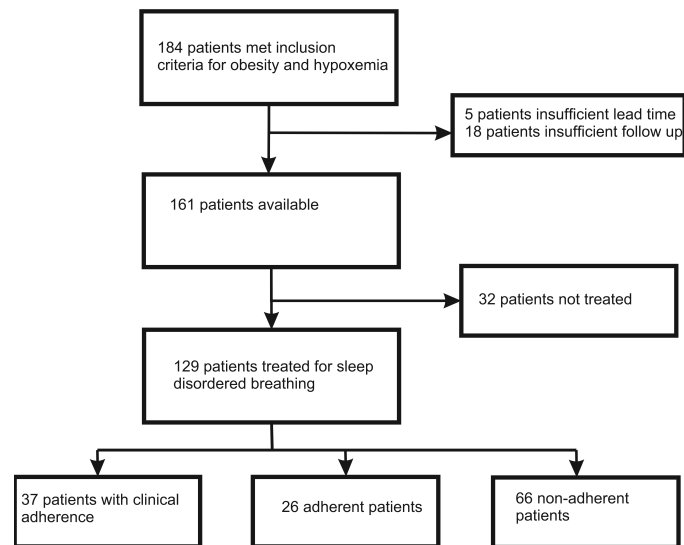 184 patients met inclusion
criteria for obesity and hypoxemia
5 patients insufficient lead time
18 patients insufficient follow up
161 patients available
32 patients not treated
129 patients treated for sleep
disordered breathing
37 patients with clinical
adherence
26 adherent patients
66 non-adherent
patients